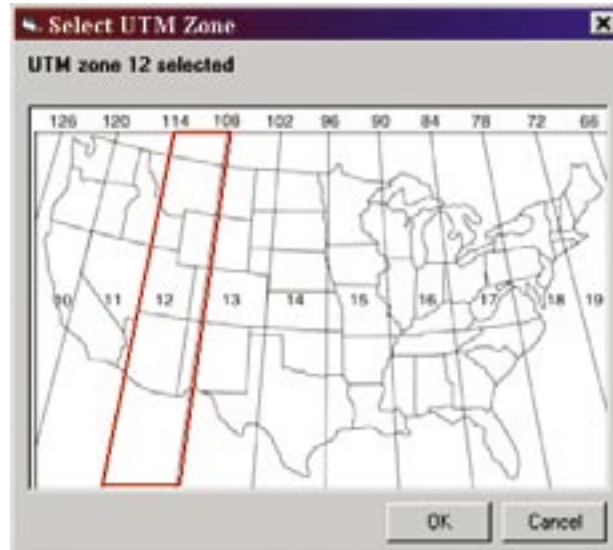 Select UTM Zone
UTM zone 12 selected
126 120 114 108 102 96 90 84 78 72 66
10 11 12 13 14 15 16 17 18 19
OK
Cancel